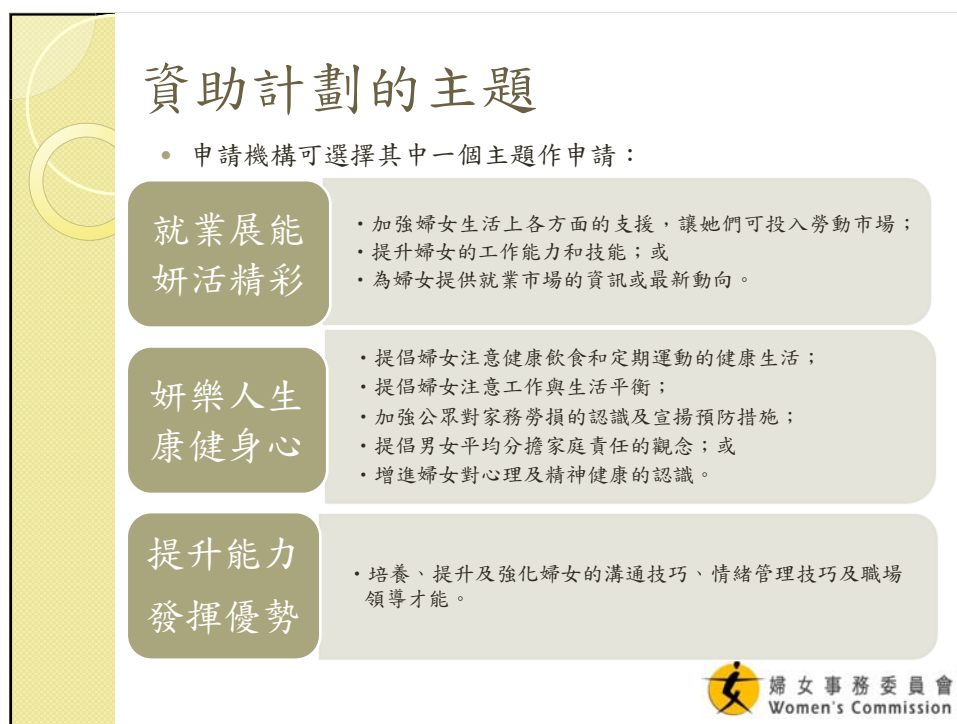 資助計劃的主題
• 申請機構可選擇其中一個主題作申請：
就業展能
妍活精彩
•加強婦女生活上各方面的支援，讓她們可投入勞動市場；
•提升婦女的工作能力和技能；或
•為婦女提供就業市場的資訊或最新動向。
妍樂人生
康健身心
•提倡婦女注意健康飲食和定期運動的健康生活；
•提倡婦女注意工作與生活平衡；
•加強公眾對家務勞損的認識及宣揚預防措施；
•提倡男女平均分擔家庭責任的觀念；或
•增進婦女對心理及精神健康的認識。
提升能力
發揮優勢
•培養、提升及強化婦女的溝通技巧、情緒管理技巧及職場
領導才能。
婦女事務委員會
Women's Commission